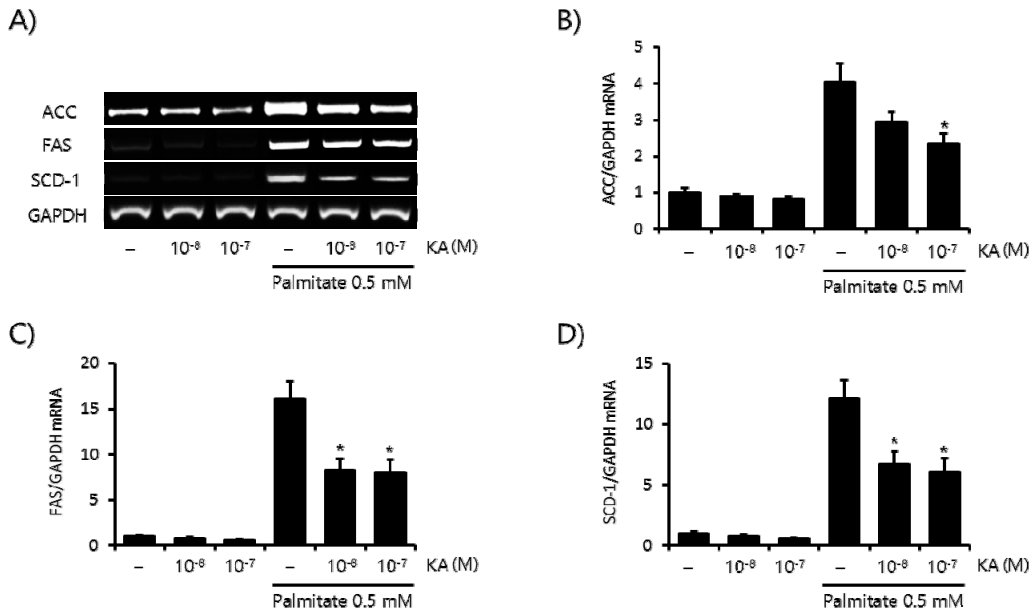 A)
ACC
FAS
SCD-1
GAPDH
– 10⁻⁸ 10⁻⁷ – 10⁻⁸ 10⁻⁷ KA (M)
Palmitate 0.5 mM
B)
ACC/GAPDH mRNA
5
4
3
2
1
0
*
– 10⁻⁸ 10⁻⁷ – 10⁻⁸ 10⁻⁷ KA (M)
Palmitate 0.5 mM
C)
FAS/GAPDH mRNA
20
15
10
5
0
* *
– 10⁻⁸ 10⁻⁷ – 10⁻⁸ 10⁻⁷ KA (M)
Palmitate 0.5 mM
D)
SCD-1/GAPDH mRNA
15
10
5
0
* *
– 10⁻⁸ 10⁻⁷ – 10⁻⁸ 10⁻⁷ KA (M)
Palmitate 0.5 mM